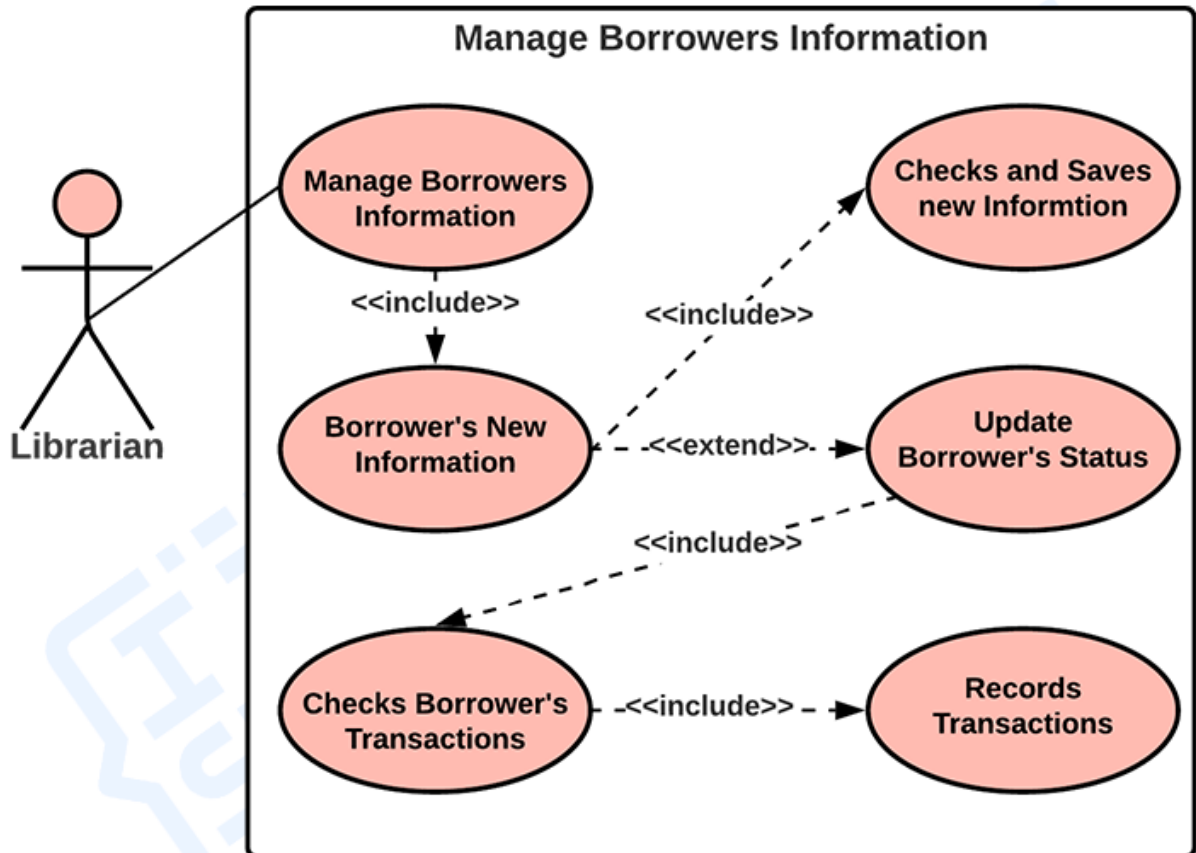 Manage Borrowers Information
Manage Borrowers
Information
Checks and Saves
new Informtion
<<include>>
<<include>>
Borrower's New
Information
<<extend>>
Update
Borrower's Status
Librarian
<<include>>
Checks Borrower's
Transactions
<<include>>
Records
Transactions